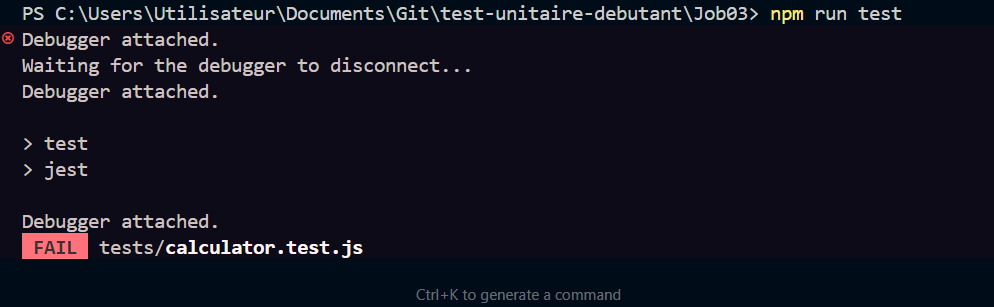 PS C:\Users\Utilisateur\Documents\Git\test-unitaire-debutant\Job03> npm run test
Debugger attached.
Waiting for the debugger to disconnect...
Debugger attached.
> test
> jest
Debugger attached.
FAIL tests/calculator.test.js
Ctrl+K to generate a command